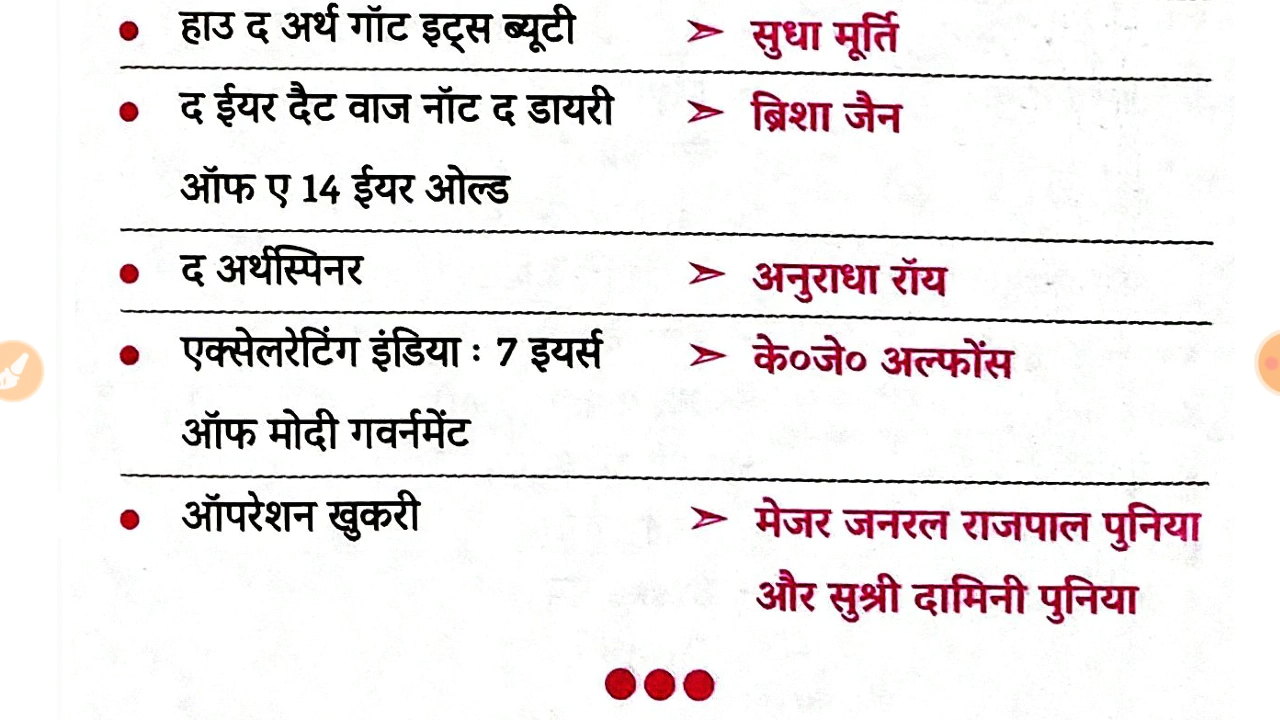 हाउ द अर्थ गॉट इट्स ब्यूटी ➢ सुधा मूर्ति
द ईयर दैट वाज नॉट द डायरी ➢ ब्रिशा जैन
ऑफ ए 14 ईयर ओल्ड
द अर्थस्पिनर ➢ अनुराधा रॉय
एक्सेलरेटिंग इंडिया : 7 इयर्स ➢ के०जे० अल्फोंस
ऑफ मोदी गवर्नमेंट
ऑपरेशन खुकरी ➢ मेजर जनरल राजपाल पुनिया
और सुश्री दामिनी पुनिया